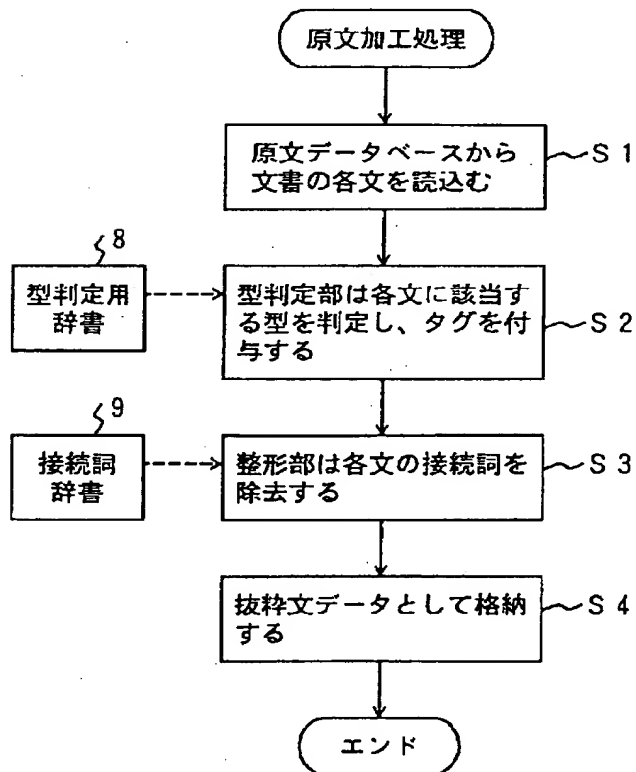 原文加工処理
原文データベースから
文書の各文を読込む
S1
8
型判定用
辞書
型判定部は各文に該当す
る型を判定し、タグを付
与する
S2
9
接続詞
辞書
整形部は各文の接続詞を
除去する
S3
抜粋文データとして格納
する
S4
エンド